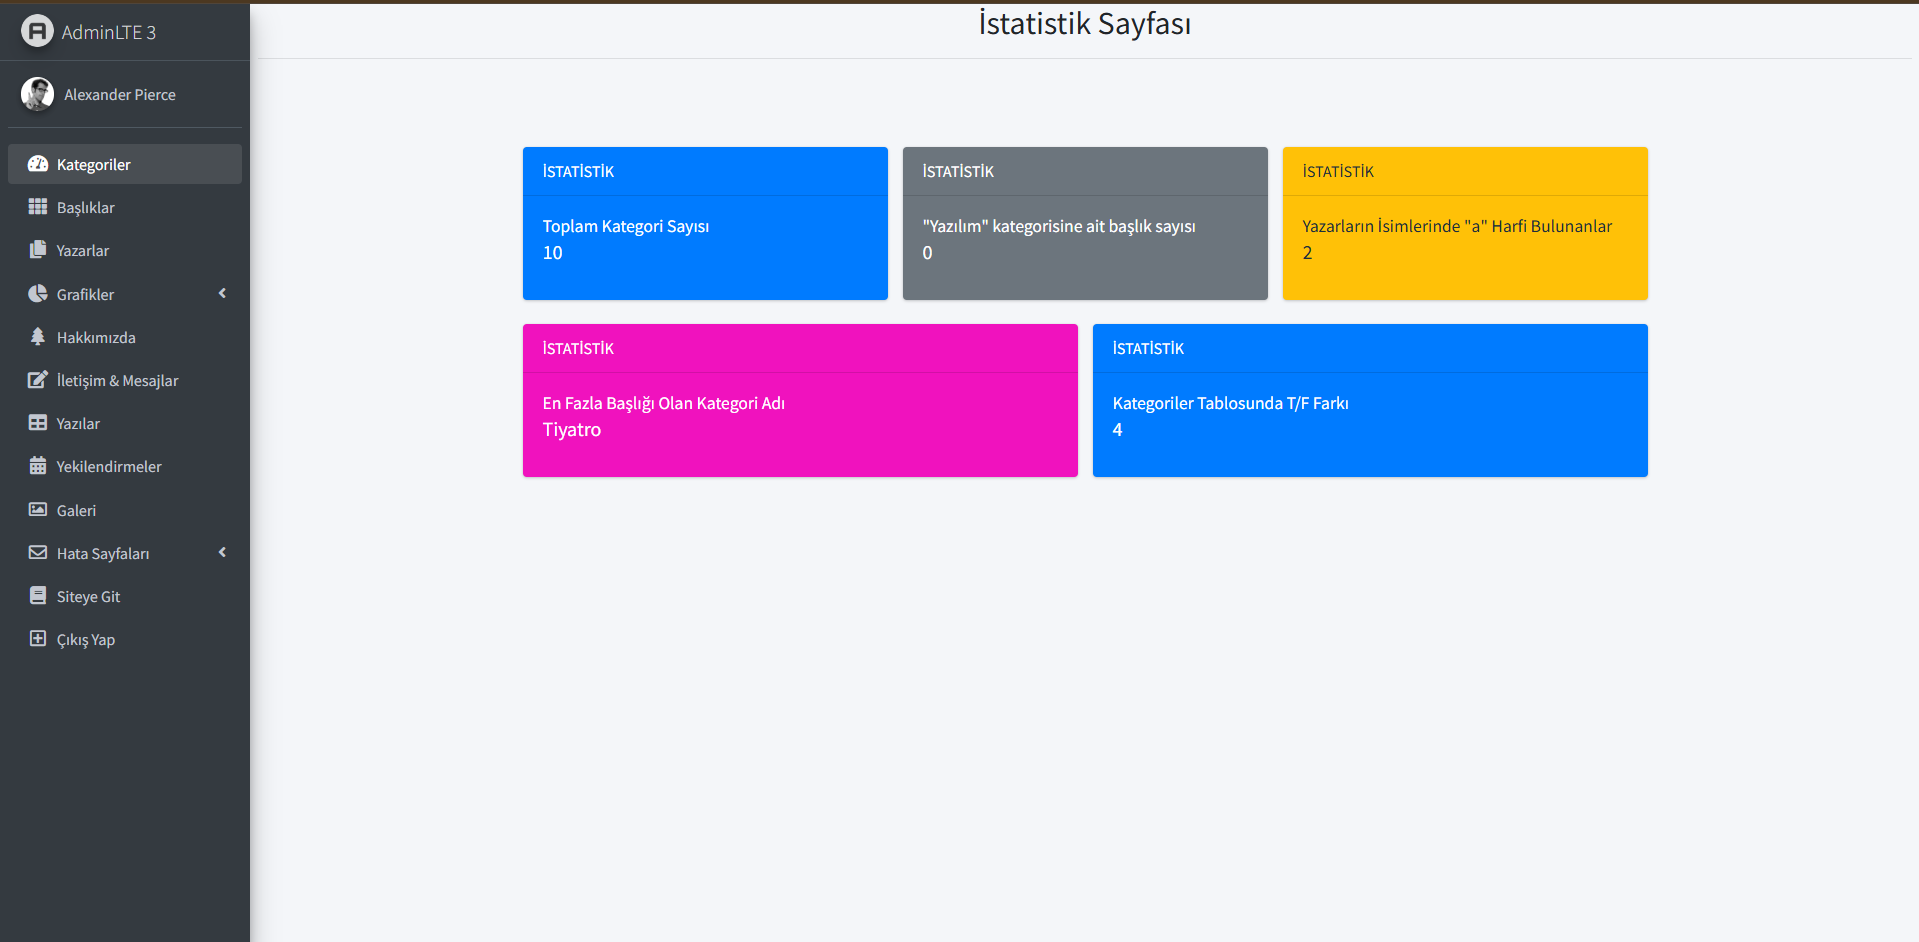 AdminLTE 3
Alexander Pierce
Kategoriler
Başlıklar
Yazarlar
Grafikler
Hakkımızda
İletişim & Mesajlar
Yazılar
Yekilendirmeler
Galeri
Hata Sayfaları
Siteye Git
Çıkış Yap
İstatistik Sayfası
İSTATİSTİK
Toplam Kategori Sayısı
10
İSTATİSTİK
"Yazılım" kategorisine ait başlık sayısı
0
İSTATİSTİK
Yazarların İsimlerinde "a" Harfi Bulunanlar
2
İSTATİSTİK
En Fazla Başlığı Olan Kategori Adı
Tiyatro
İSTATİSTİK
Kategoriler Tablosunda T/F Farkı
4